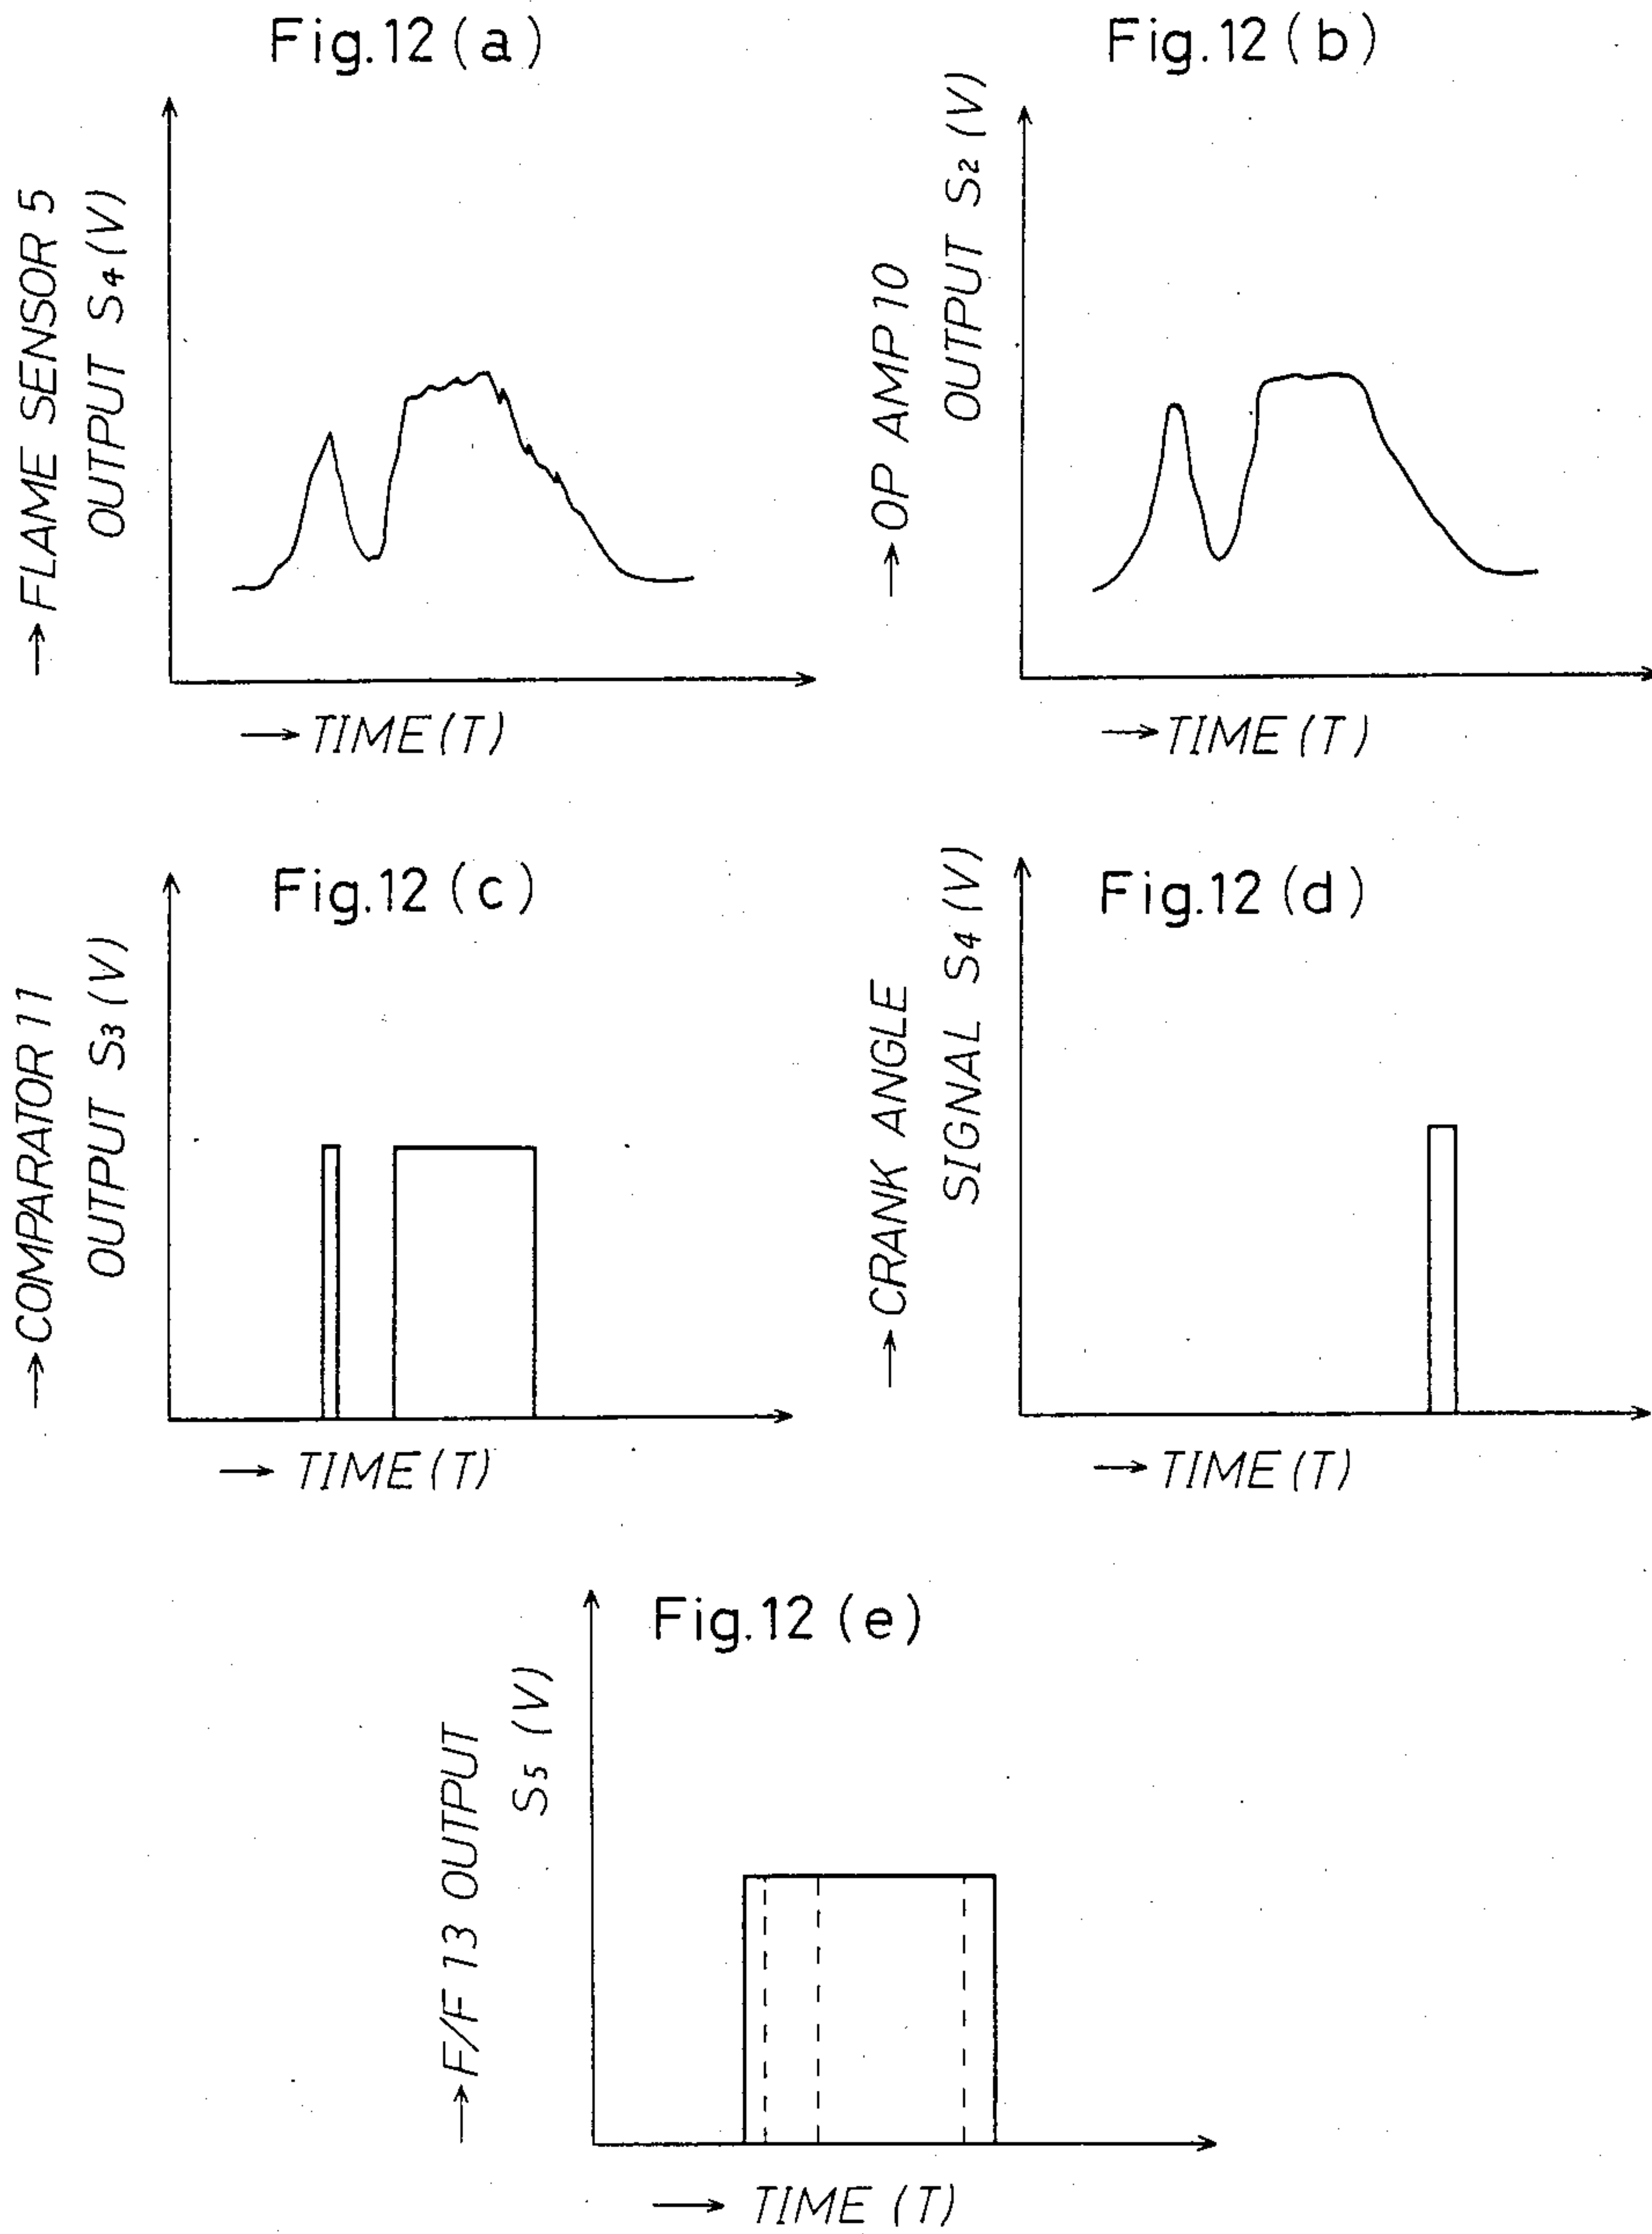 Fig.12 (a)
→ FLAME SENSOR 5
OUTPUT S4 (V)
→ TIME (T)
Fig.12 (b)
→ OP AMP 10
OUTPUT S2 (V)
→ TIME (T)
Fig.12 (c)
→ COMPARATOR 11
OUTPUT S3 (V)
→ TIME (T)
Fig.12 (d)
→ CRANK ANGLE
SIGNAL S4 (V)
→ TIME (T)
Fig.12 (e)
→ F/F 13 OUTPUT
S5 (V)
→ TIME (T)